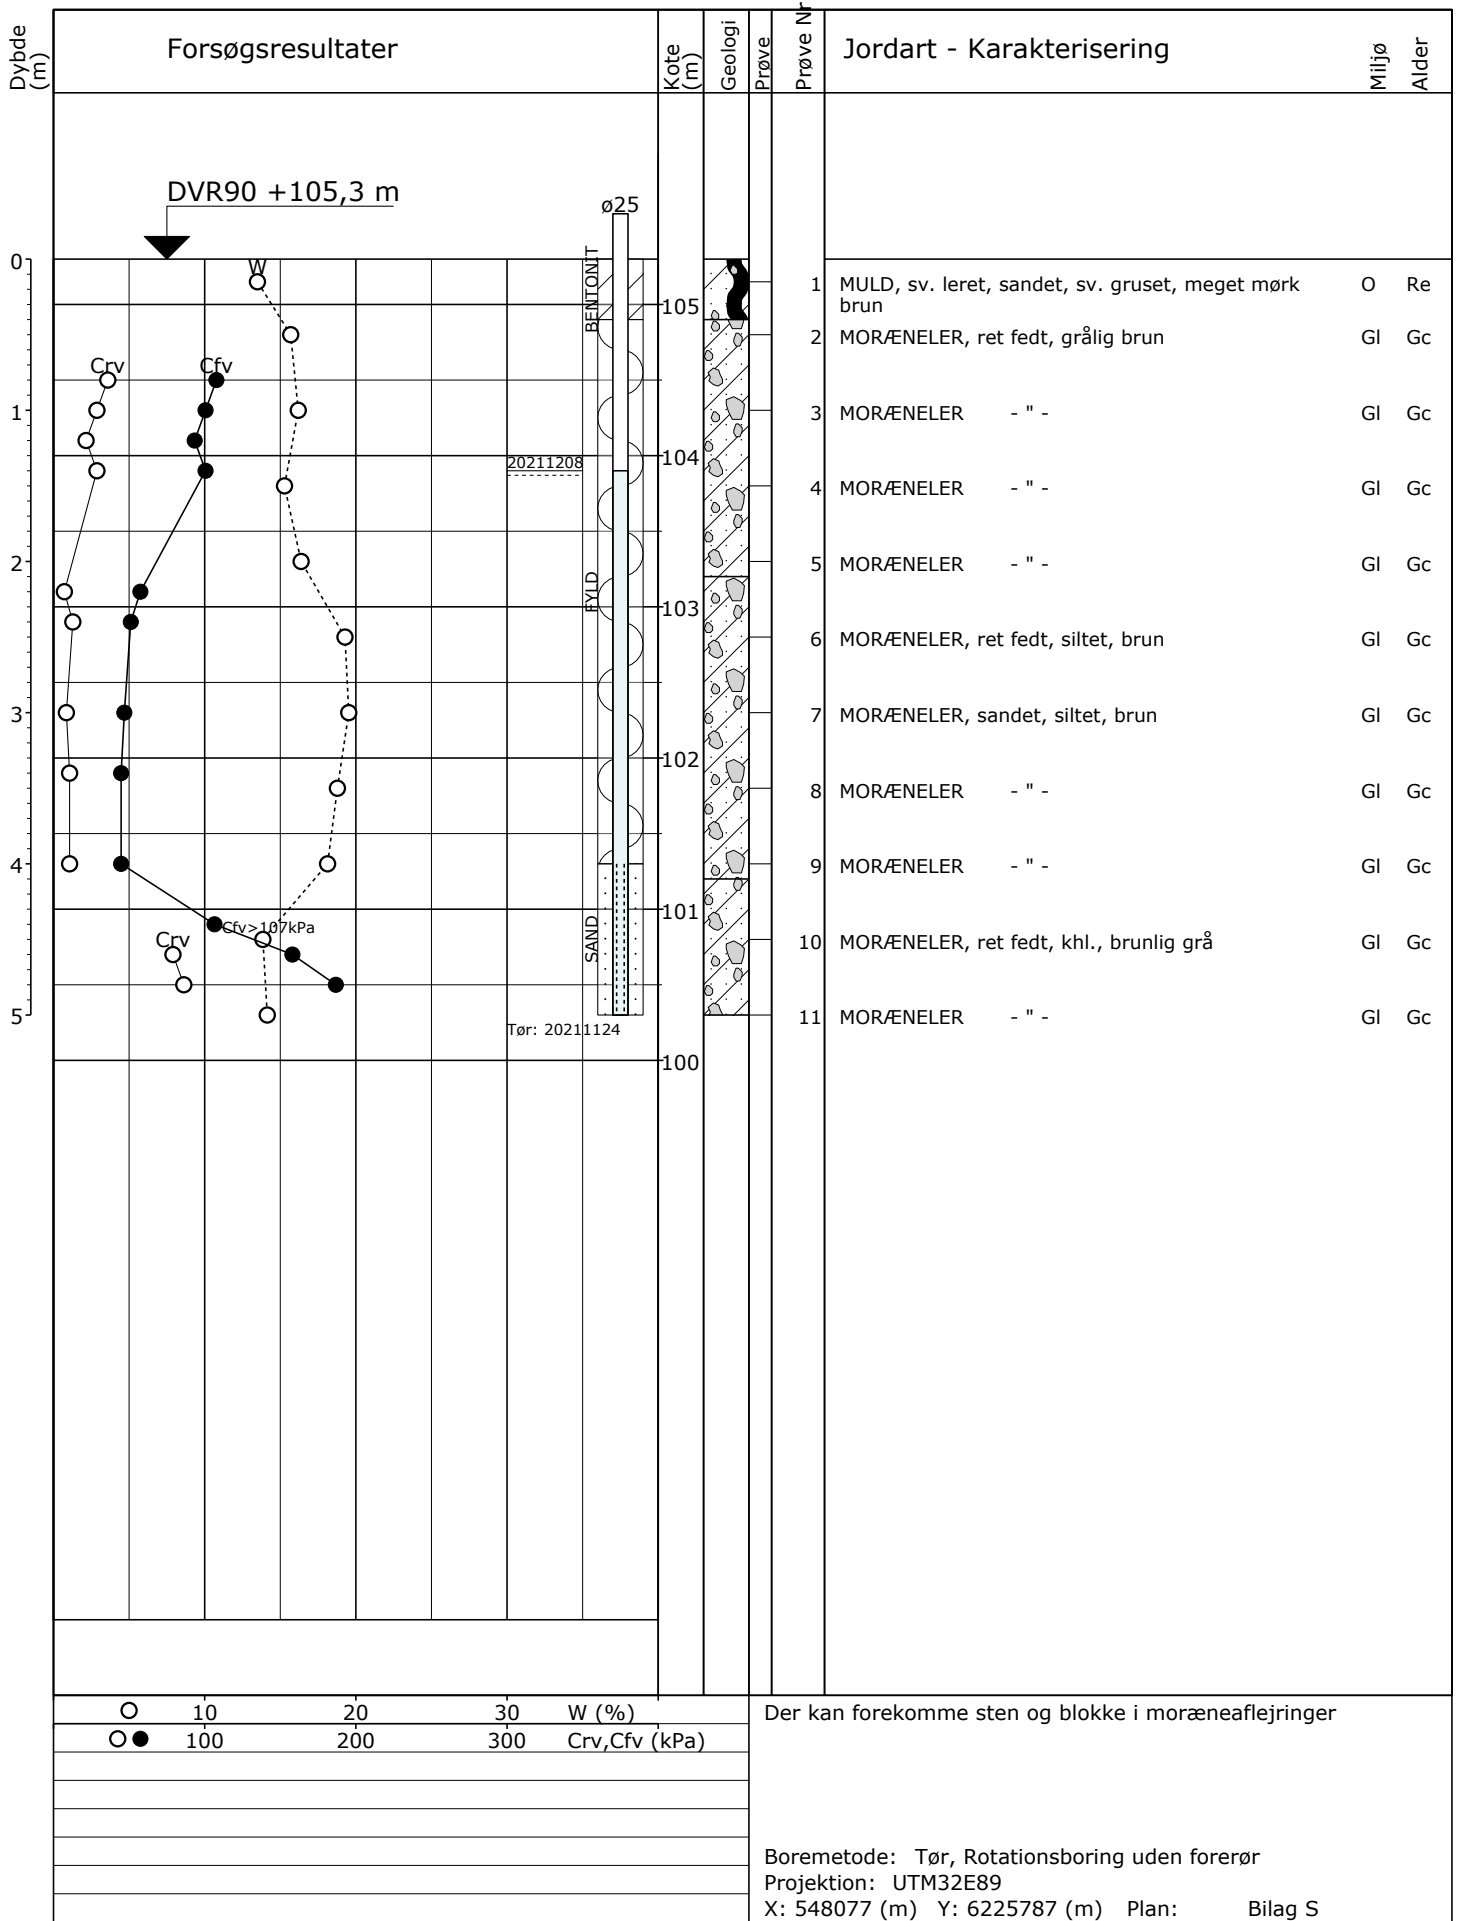 Dybde (m)
Forsøgsresultater
Kote (m)
Geologi
Prøve
Prøve Nr
Jordart - Karakterisering
Miljø
Alder
DVR90 +105,3 m
ø25
0
W
BENTONIT
105
1 MULD, sv. leret, sandet, sv. gruset, meget mørk O Re
brun
2 MORÆNELER, ret fedt, grålig brun Gl Gc
Crv Cfv
1
3 MORÆNELER - " - Gl Gc
20211208
104
4 MORÆNELER - " - Gl Gc
2
5 MORÆNELER - " - Gl Gc
FYLD
103
6 MORÆNELER, ret fedt, siltet, brun Gl Gc
3
7 MORÆNELER, sandet, siltet, brun Gl Gc
102
8 MORÆNELER - " - Gl Gc
4
9 MORÆNELER - " - Gl Gc
101
Cfv>107kPa
Crv
SAND
10 MORÆNELER, ret fedt, khl., brunlig grå Gl Gc
5
Tør: 20211124
11 MORÆNELER - " - Gl Gc
100
10 20 30 W (%)
100 200 300 Crv,Cfv (kPa)
Der kan forekomme sten og blokke i moræneaflejringer
Boremetode: Tør, Rotationsboring uden forerør
Projektion: UTM32E89
X: 548077 (m) Y: 6225787 (m) Plan: Bilag S